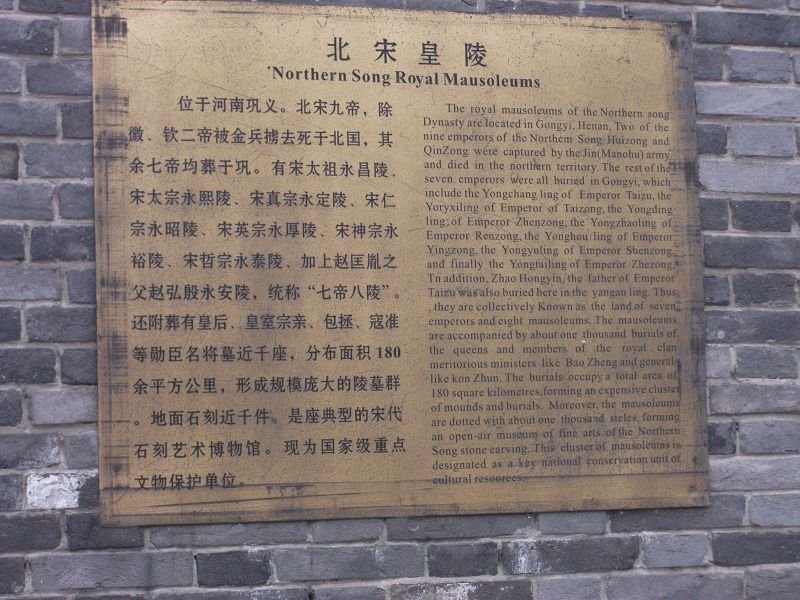 北宋皇陵
Northern Song Royal Mausoleums
位于河南巩义。北宋九帝，除
徽、钦二帝被金兵掳去死于北国，其
余七帝均葬于巩。有宋太祖永昌陵、
宋太宗永熙陵、宋真宗永定陵、宋仁
宗永昭陵、宋英宗永厚陵、宋神宗永
裕陵、宋哲宗永泰陵、加上赵匡胤之
父赵弘殷永安陵，统称“七帝八陵”。
还附葬有皇后、皇室宗亲、包拯、寇准
等勋臣名将墓近千座，分布面积180
余平方公里，形成规模庞大的陵墓群
。地面石刻近千件。是座典型的宋代
石刻艺术博物馆。现为国家级重点
文物保护单位。
The royal mausoleums of the Northern song
Dynasty are located in Gongyi, Henan, Two of the
nine emperors of the Northern Song Huizong and
QinZong were captured by the Jin(Manohu) army
and died in the northern territory. The rest of the
seven emperors were all buried in Gongyi, which
include the Yongchang ling of Emperor Taizu, the
Yoryxiling of Emperor of Taizong, the Yongding
ling of Emperor Zhenzong, the Yongzhaoling of
Emperor Renzong, the Yonghou ling of Emperor
Yingzong, the Yongyuling of Emperor Shenzong,
and finally the Yongtailing of Emperor Zhezong,
Tn addition, Zhao Hongyin, the father of Emperor
Taizu was also buried here in the yangan ling. Thus
, they are collectively Known as the land of seven
emperors and eight mausoleums. The mausoleums
are accompanied by about one thousand burials of
the queens and members of the royal clan
meritorious ministers like Bao Zheng and generals
like kon Zhun. The burials occupy a total area of
180 square kilometres, forming an expensive cluster
of mounds and burials. Moreover, the mausoleums
are dotted with about one thousand steles, forming
an open-air museum of fine arts of the Northern
Song stone carving. This cluster of mausoleums is
designated as a key national conservation unit of
cultural resources.